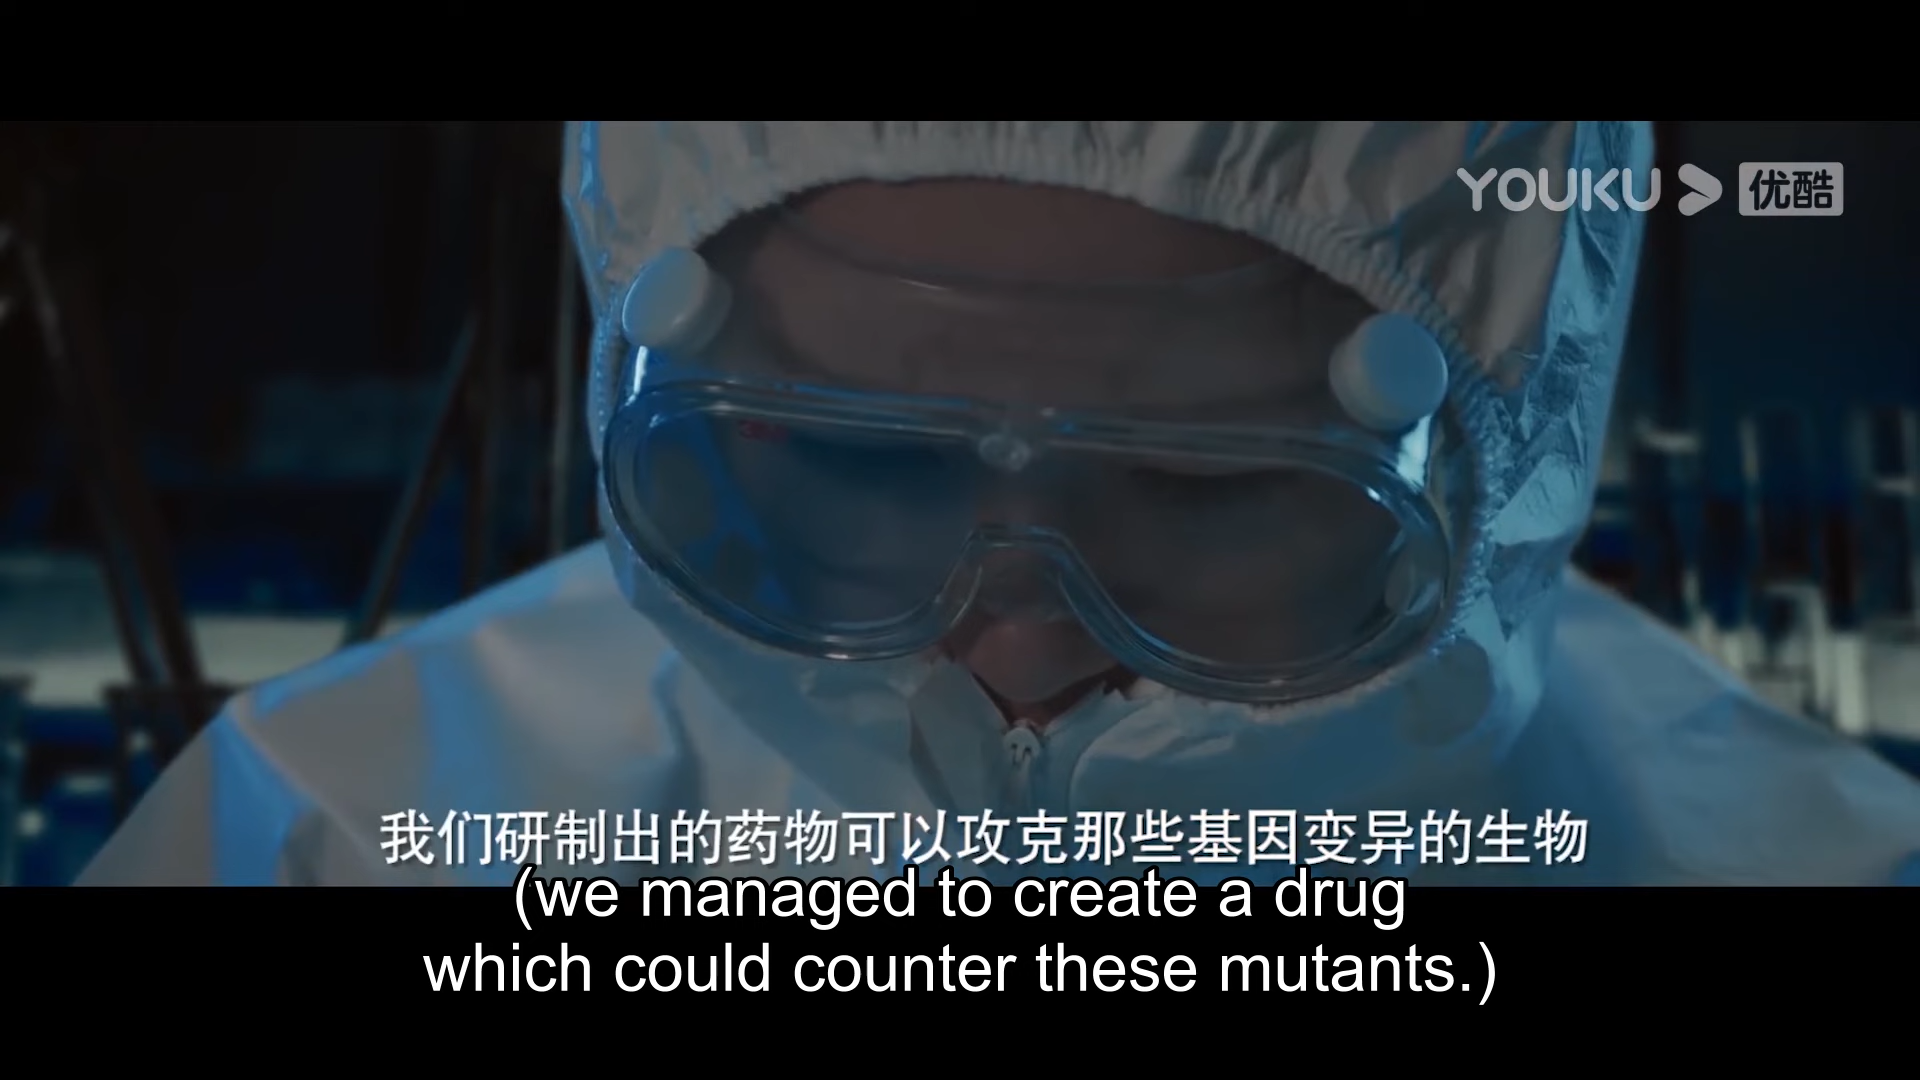 YOUKU 优酷
3M
我们研制出的药物可以攻克那些基因变异的生物
(we managed to create a drug
which could counter these mutants.)